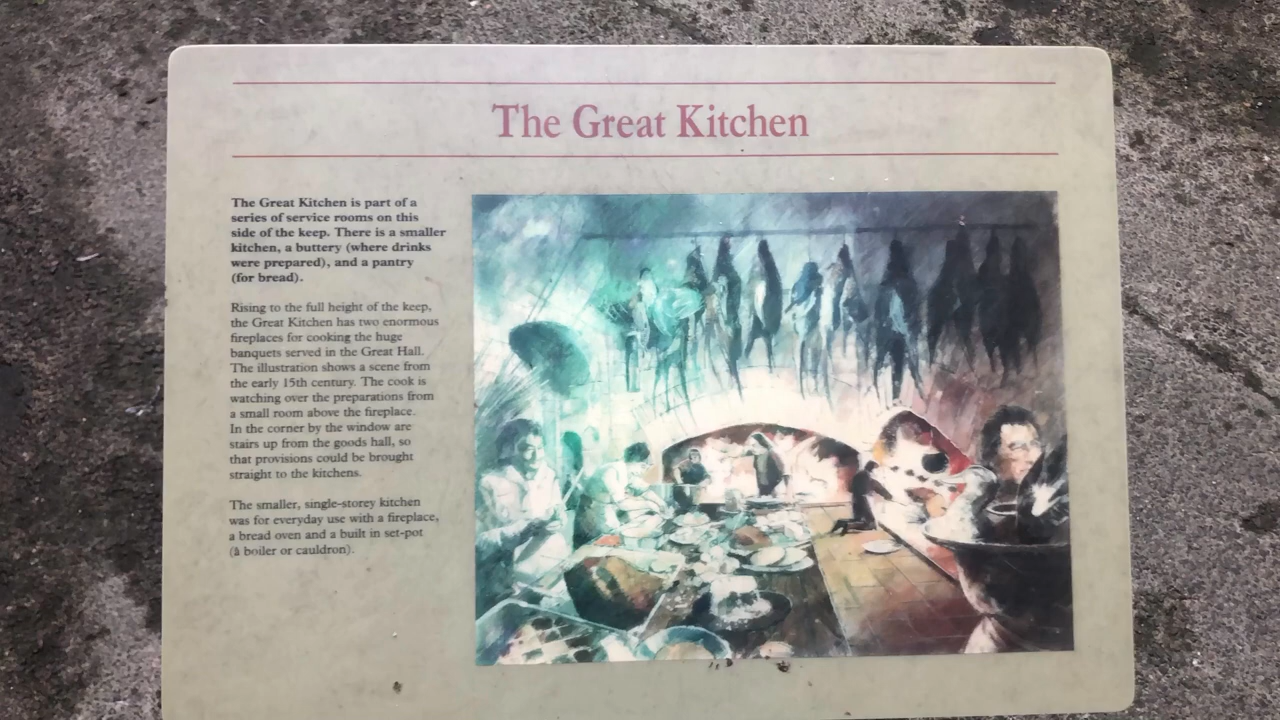 The Great Kitchen
The Great Kitchen is part of a
series of service rooms on this
side of the keep. There is a smaller
kitchen, a buttery (where drinks
were prepared), and a pantry
(for bread).
Rising to the full height of the keep,
the Great Kitchen has two enormous
fireplaces for cooking the huge
banquets served in the Great Hall.
The illustration shows a scene from
the early 15th century. The cook is
watching over the preparations from
a small room above the fireplace.
In the corner by the window are
stairs up from the goods hall, so
that provisions could be brought
straight to the kitchens.
The smaller, single-storey kitchen
was for everyday use with a fireplace,
a bread oven and a built in set-pot
(a boiler or cauldron).